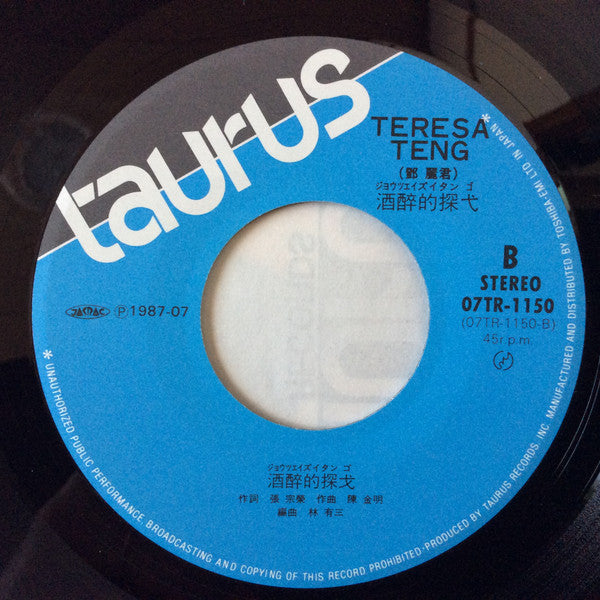 taurus
TERESA
TENG
(鄧 麗君)
ジョウツエイズイタン ゴ
酒醉的探戈
B
STEREO
07TR-1150
(07TR-1150-B)
45r.p.m.
JASRAC Ⓟ1987-07
ジョウツエイズイタン ゴ
酒醉的探戈
作詞 張 宗榮 作曲 陳 金明
編曲 林 有三
*UNAUTHORIZED PUBLIC PERFORMANCE, BROADCASTING AND COPYING OF THIS RECORD PROHIBITED·PRODUCED BY TAURUS RECORDS, INC. MANUFACTURED AND DISTRIBUTED BY TOSHIBA-EMI LTD IN JAPAN*